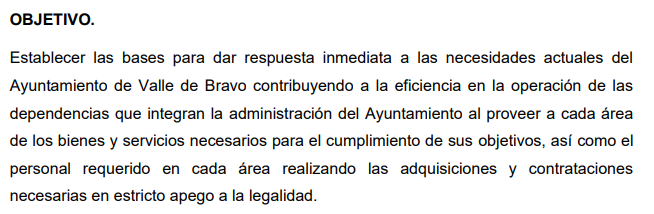 OBJETIVO.
Establecer las bases para dar respuesta inmediata a las necesidades actuales del
Ayuntamiento de Valle de Bravo contribuyendo a la eficiencia en la operación de las
dependencias que integran la administración del Ayuntamiento al proveer a cada área
de los bienes y servicios necesarios para el cumplimiento de sus objetivos, así como el
personal requerido en cada área realizando las adquisiciones y contrataciones
necesarias en estricto apego a la legalidad.